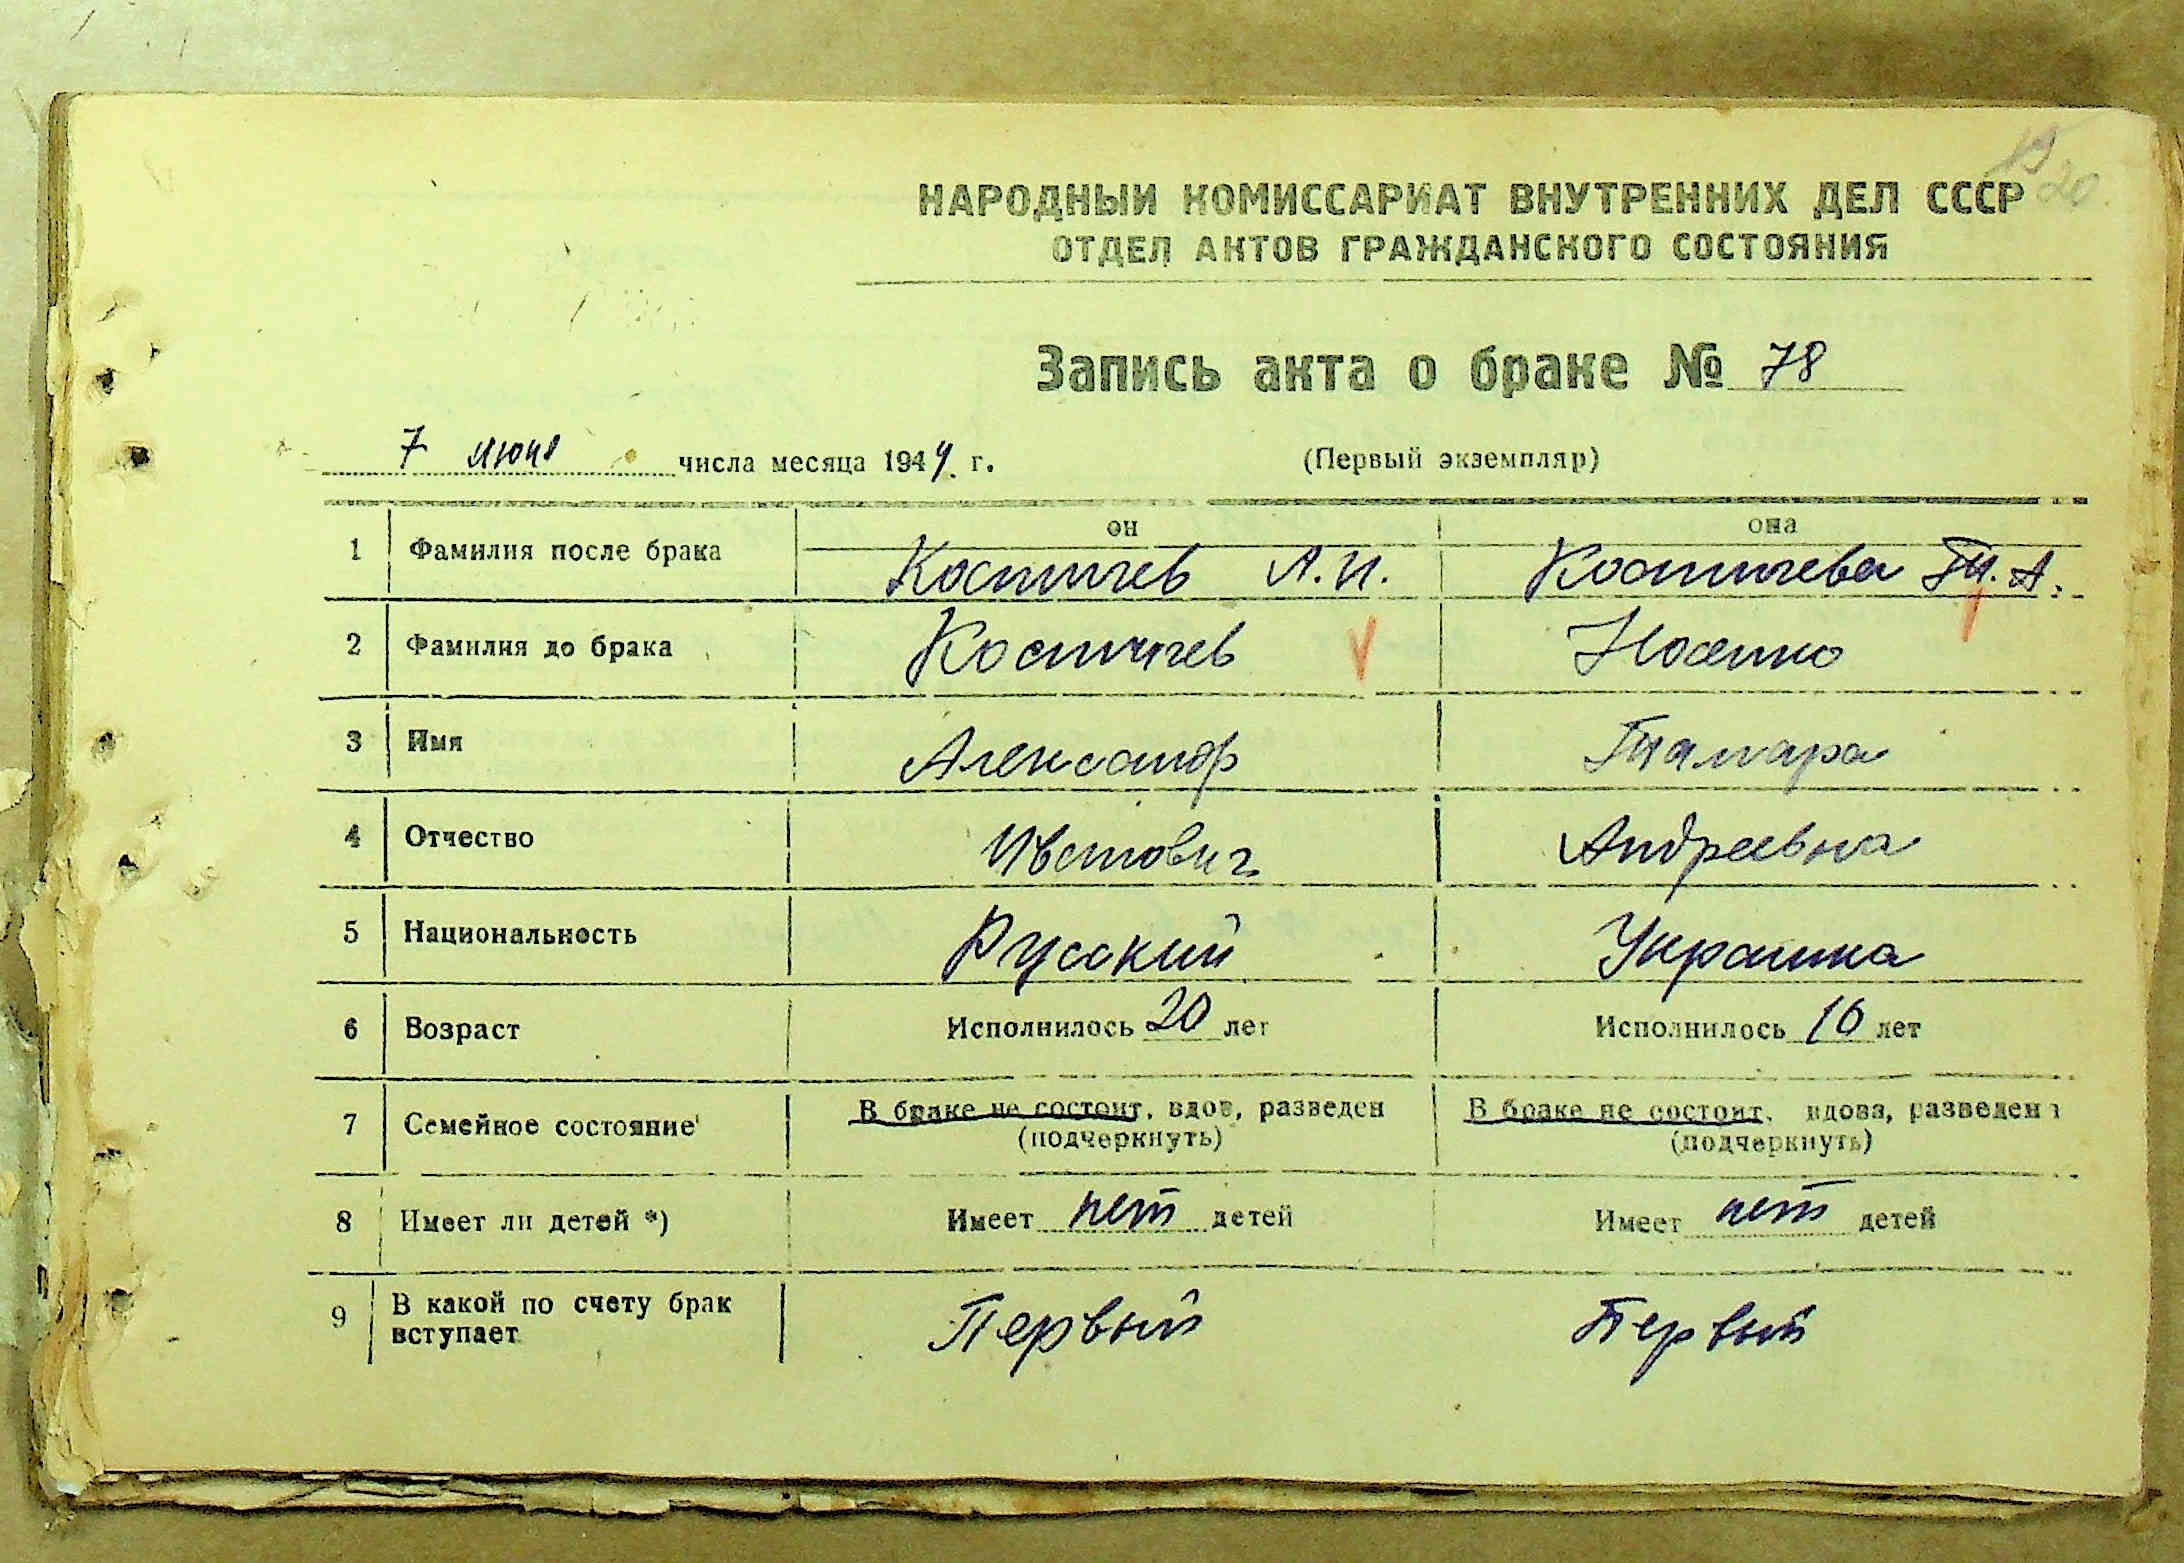 20.
НАРОДНЫЙ КОМИССАРИАТ ВНУТРЕННИХ ДЕЛ СССР
ОТДЕЛ АКТОВ ГРАЖДАНСКОГО СОСТОЯНИЯ
Запись акта о браке № 78
7 июня числа месяца 1944 г. (Первый экземпляр)
он она
1 Фамилия после брака Костычев А.И. Костычева Т.А.
2 Фамилия до брака Костычев
3 Имя Александр Тамара
4 Отчество Иванович Андреевна
5 Национальность Русский Украинка
6 Возраст Исполнилось 20 лет Исполнилось лет
7 Семейное состояние В браке не состоит, вдов, разведен В браке не состоит, вдова, разведена
(подчеркнуть) (подчеркнуть)
8 Имеет ли детей *) Имеет нет детей Имеет нет детей
9 В какой по счету брак
вступает Первый Первый